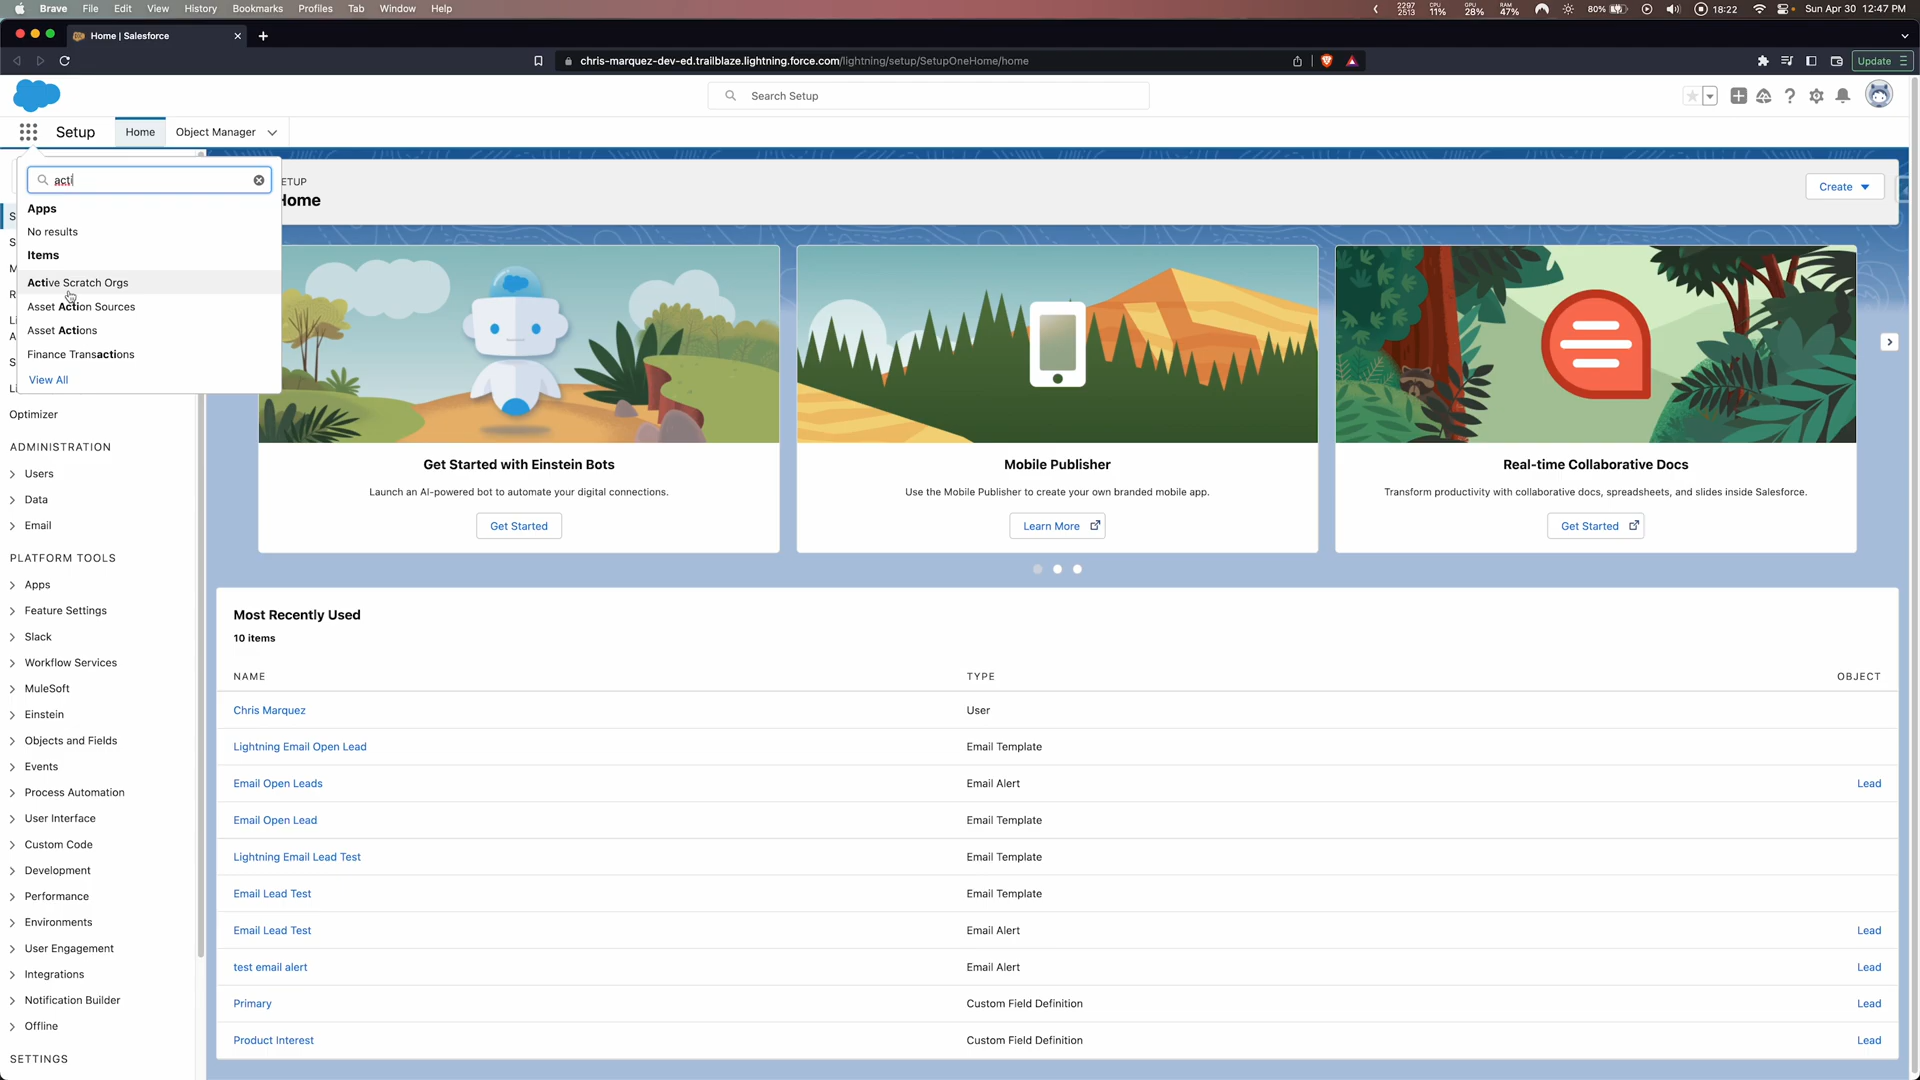 Brave File Edit View History Bookmarks Profiles Tab Window Help
2297 2513 CPU 11% GPU 28% RAM 47% 80% 18:22 Sun Apr 30 12:47 PM
Home | Salesforce
chris-marquez-dev-ed.trailblaze.lightning.force.com/lightning/setup/SetupOneHome/home
Update
Search Setup
Setup Home Object Manager
acti
Apps
No results
Items
Active Scratch Orgs
Asset Action Sources
Asset Actions
Finance Transactions
View All
ETUP
Home
Create
Optimizer
ADMINISTRATION
Users
Data
Email
PLATFORM TOOLS
Apps
Feature Settings
Slack
Workflow Services
MuleSoft
Einstein
Objects and Fields
Events
Process Automation
User Interface
Custom Code
Development
Performance
Environments
User Engagement
Integrations
Notification Builder
Offline
SETTINGS
Get Started with Einstein Bots
Launch an AI-powered bot to automate your digital connections.
Get Started
Mobile Publisher
Use the Mobile Publisher to create your own branded mobile app.
Learn More
Real-time Collaborative Docs
Transform productivity with collaborative docs, spreadsheets, and slides inside Salesforce.
Get Started
Most Recently Used
10 items
NAME TYPE OBJECT
Chris Marquez User
Lightning Email Open Lead Email Template
Email Open Leads Email Alert Lead
Email Open Lead Email Template
Lightning Email Lead Test Email Template
Email Lead Test Email Template
Email Lead Test Email Alert Lead
test email alert Email Alert Lead
Primary Custom Field Definition Lead
Product Interest Custom Field Definition Lead